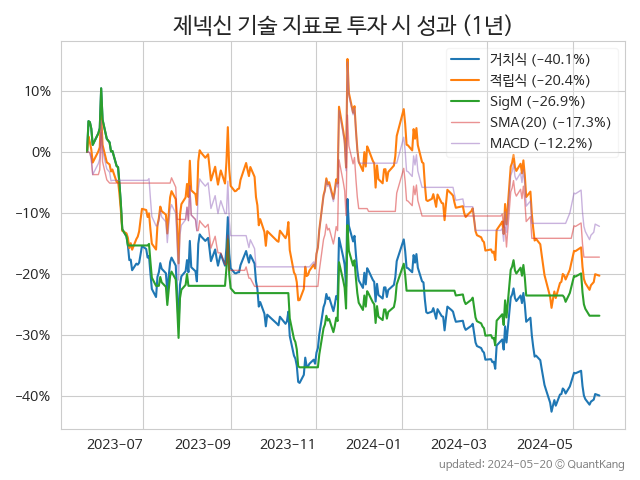 제넥신 기술 지표로 투자 시 성과 (1년)
거치식 (−40.1%)
적립식 (−20.4%)
SigM (−26.9%)
SMA(20) (−17.3%)
MACD (−12.2%)
10%
0%
−10%
−20%
−30%
−40%
2023-07 2023-09 2023-11 2024-01 2024-03 2024-05
updated: 2024-05-20 © QuantKang